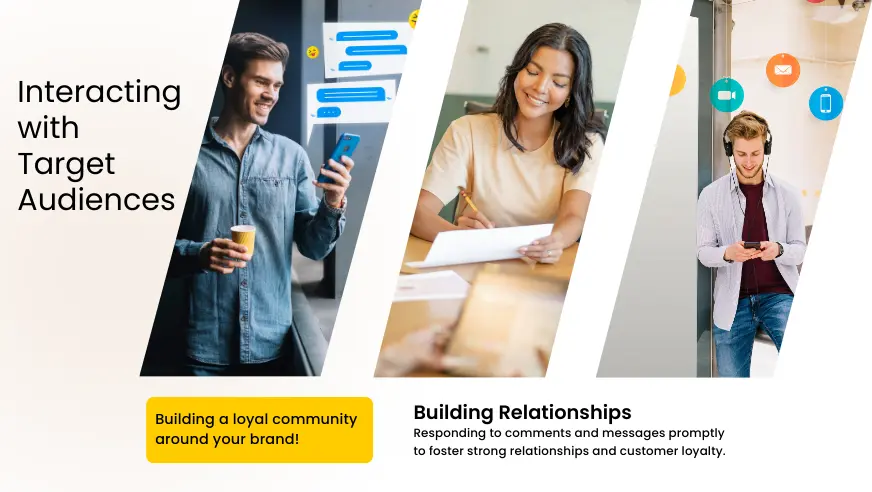 Interacting
with
Target
Audiences
Building a loyal community
around your brand!
Building Relationships
Responding to comments and messages promptly
to foster strong relationships and customer loyalty.